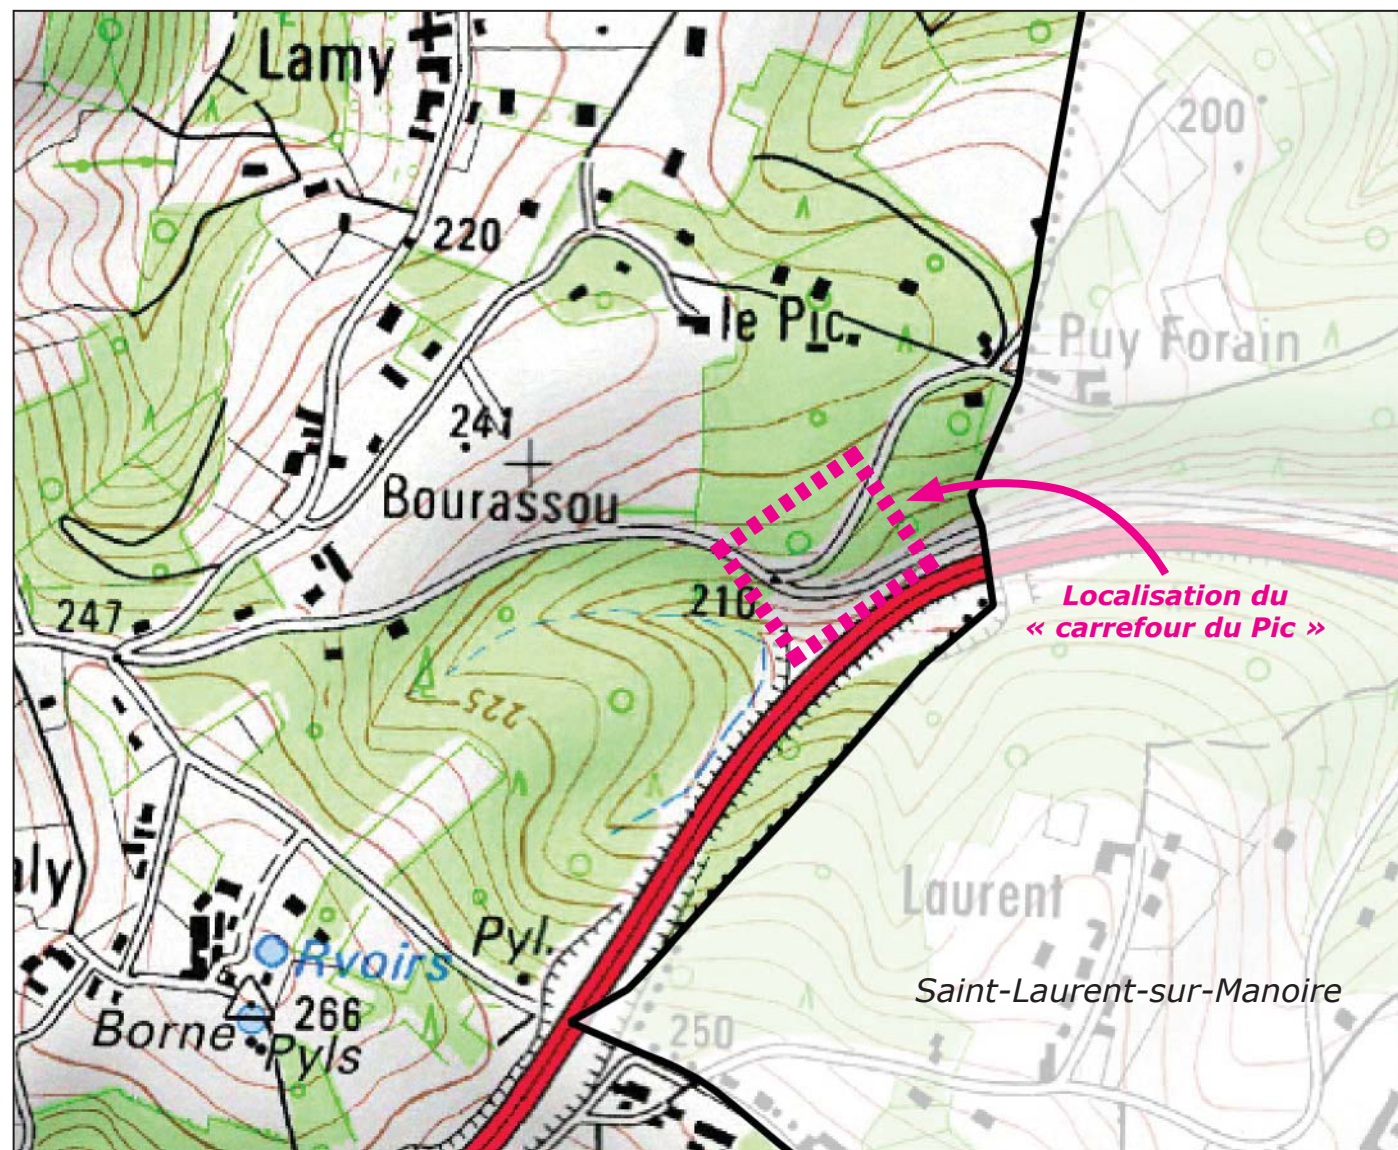 Lamy
200
220
le Pic.
Puy Forain
241
Bourassou
Localisation du
« carrefour du Pic »
210
247
225
aly
Laurent
Pyl.
Rvoirs
Saint-Laurent-sur-Manoire
266
Borne
250
Pyls